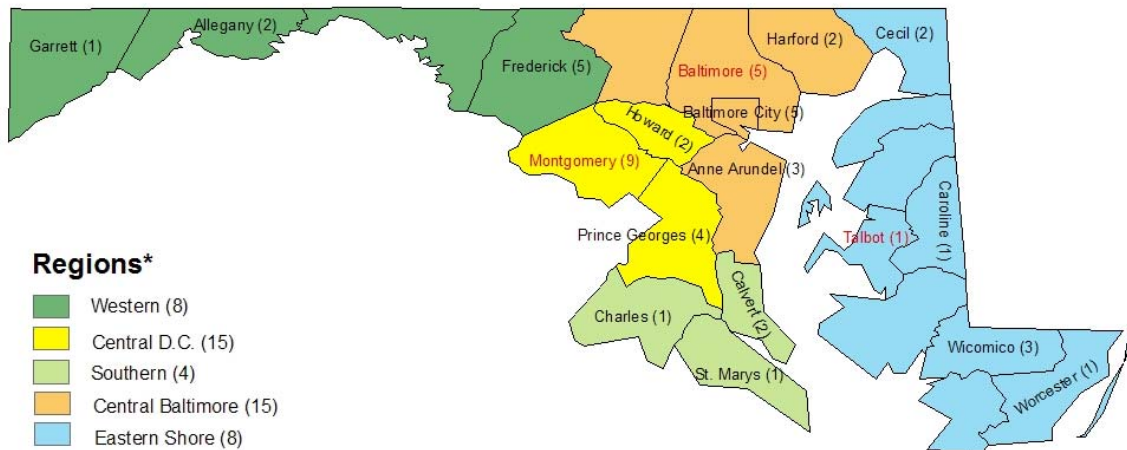 Garrett (1)
Allegany (2)
Frederick (5)
Baltimore (5)
Harford (2)
Cecil (2)
Baltimore City (5)
Howard (2)
Montgomery (9)
Anne Arundel (3)
Caroline (1)
Prince Georges (4)
Talbot (1)
Calvert (2)
Charles (1)
St. Marys (1)
Wicomico (3)
Worcester (1)
Regions*
Western (8)
Central D.C. (15)
Southern (4)
Central Baltimore (15)
Eastern Shore (8)